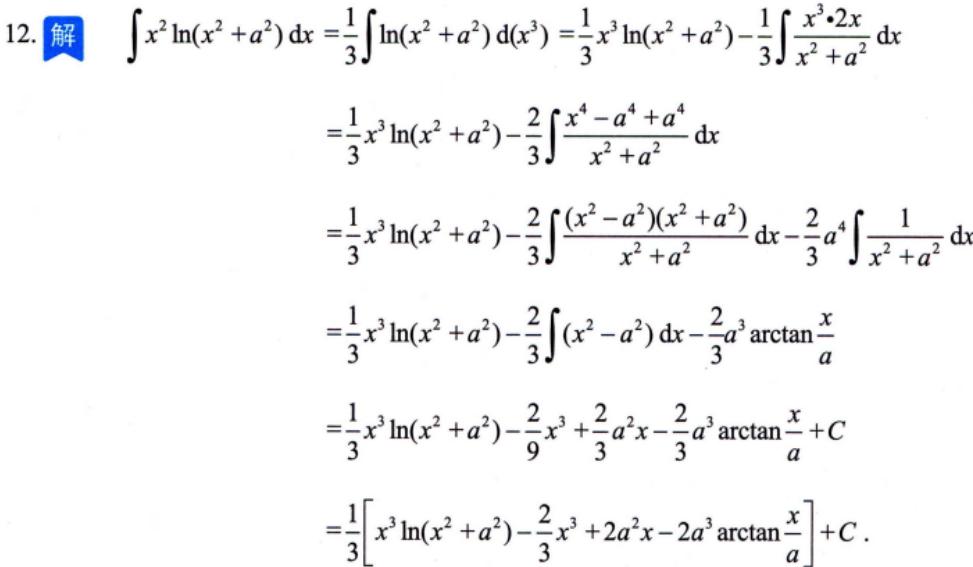 12. 解 ∫x² ln(x² + a²) dx = 1/3 ∫ln(x² + a²) d(x³) = 1/3 x³ ln(x² + a²) − 1/3 ∫ x³•2x / (x² + a²) dx
= 1/3 x³ ln(x² + a²) − 2/3 ∫ (x⁴ − a⁴ + a⁴) / (x² + a²) dx
= 1/3 x³ ln(x² + a²) − 2/3 ∫ (x² − a²)(x² + a²) / (x² + a²) dx − 2/3 a⁴ ∫ 1 / (x² + a²) dx
= 1/3 x³ ln(x² + a²) − 2/3 ∫(x² − a²) dx − 2/3 a³ arctan x/a
= 1/3 x³ ln(x² + a²) − 2/9 x³ + 2/3 a²x − 2/3 a³ arctan x/a + C
= 1/3 [x³ ln(x² + a²) − 2/3 x³ + 2a²x − 2a³ arctan x/a] + C .